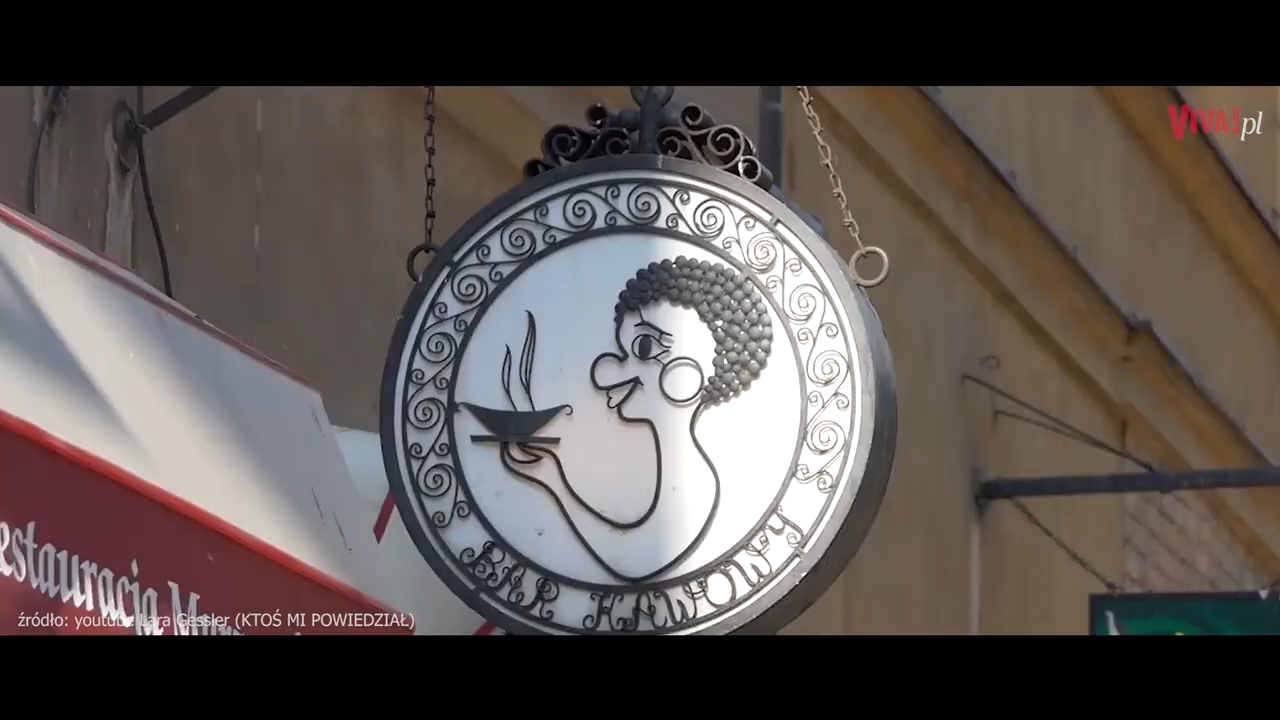 VIVA!pl
BAR KAWOWY
estauracja
źródło: youtube Lara Gessler (KTOŚ MI POWIEDZIAŁ)